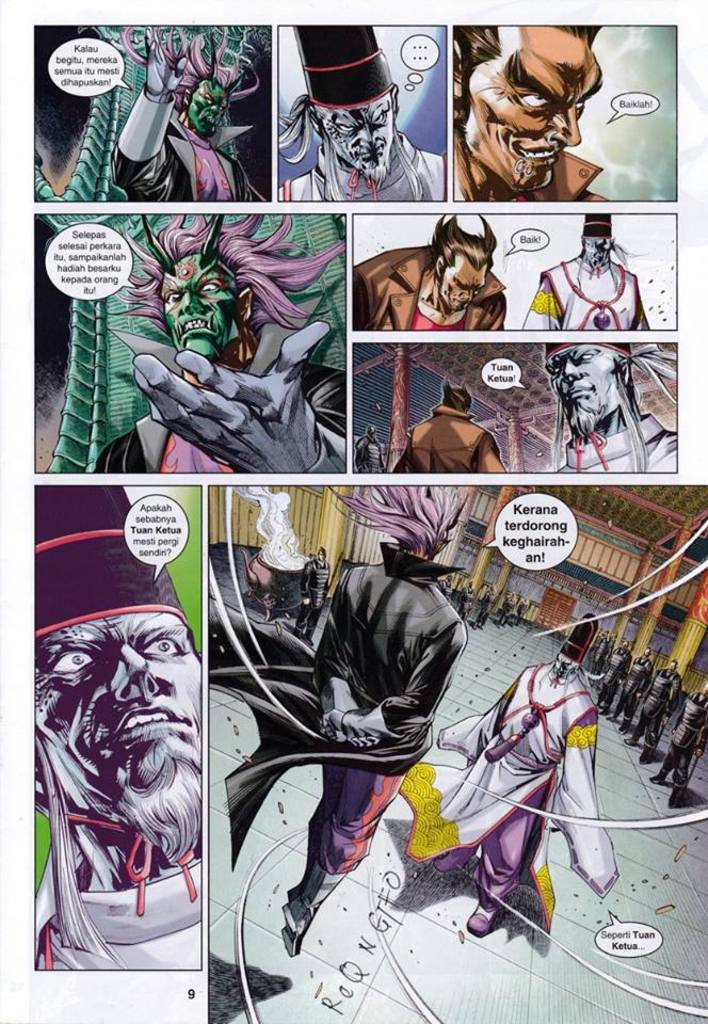 Kalau
begitu, mereka
semua itu mesti
dihapuskan!
...
...
Baiklah!
Selepas
selesai perkara
itu, sampaikanlah
hadiah besarku
kepada orang
itu!
Baik!
Tuan
Ketua!
Apakah
sebabnya
Tuan Ketua
mesti pergi
sendiri?
Kerana
terdorong
keghairah-
an!
Seperti Tuan
Ketua...
9